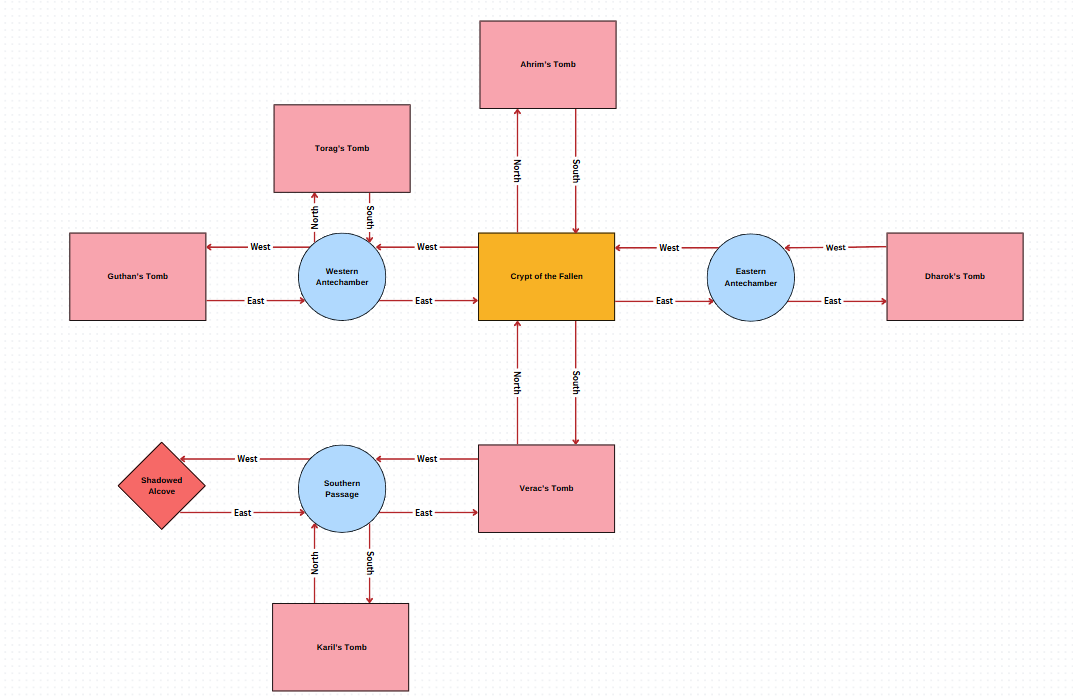 Ahrim's Tomb
Torag's Tomb
North
South
North
South
West
West
West
West
Guthan's Tomb
Western
Antechamber
Crypt of the Fallen
Eastern
Antechamber
Dharok's Tomb
East
East
East
East
North
South
West
West
Shadowed
Alcove
Southern
Passage
Verac's Tomb
East
East
North
South
Karil's Tomb